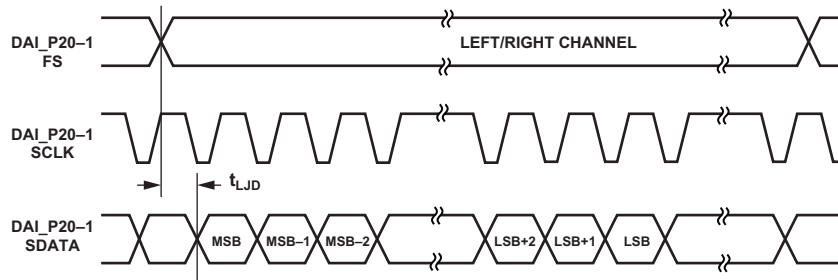 DAI_P20–1
FS
LEFT/RIGHT CHANNEL
DAI_P20–1
SCLK
tLJD
DAI_P20–1
SDATA
MSB
MSB–1
MSB–2
LSB+2
LSB+1
LSB